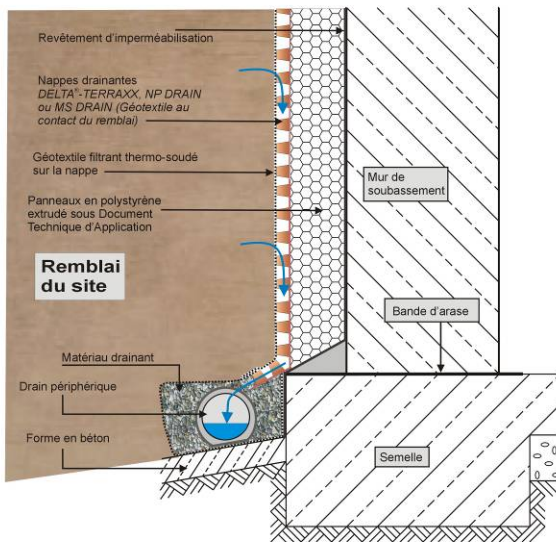 Revêtement d'imperméabilisation
Nappes drainantes
DELTA®-TERRAXX, NP DRAIN
ou MS DRAIN (Géotextile au
contact du remblai)
Géotextile filtrant thermo-soudé
sur la nappe
Panneaux en polystyrène
extrudé sous Document
Technique d'Application
Mur de
soubassement
Remblai
du site
Bande d'arase
Matériau drainant
Drain périphérique
Forme en béton
Semelle